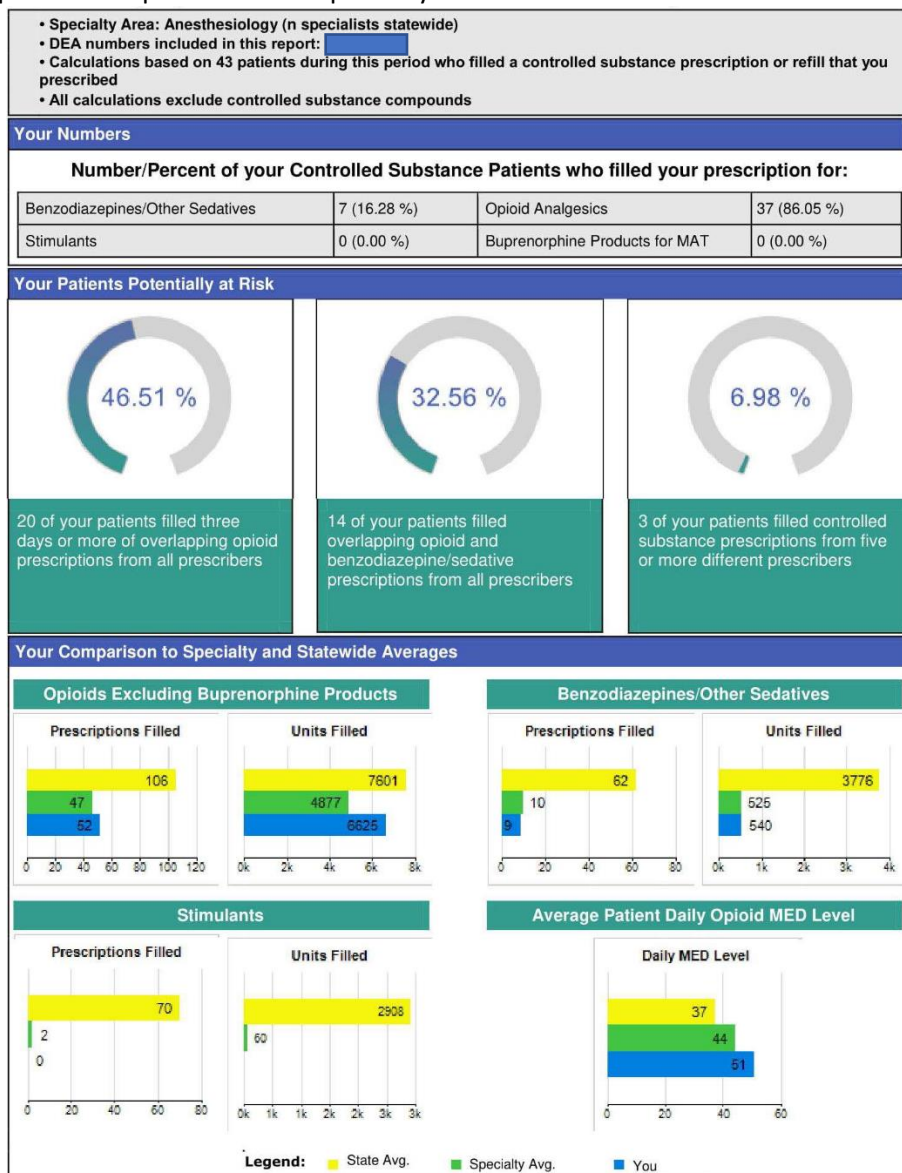 • Specialty Area: Anesthesiology (n specialists statewide)
• DEA numbers included in this report:
• Calculations based on 43 patients during this period who filled a controlled substance prescription or refill that you
prescribed
• All calculations exclude controlled substance compounds
Your Numbers
Number/Percent of your Controlled Substance Patients who filled your prescription for:
Benzodiazepines/Other Sedatives 7 (16.28 %) Opioid Analgesics 37 (86.05 %)
Stimulants 0 (0.00 %) Buprenorphine Products for MAT 0 (0.00 %)
Your Patients Potentially at Risk
46.51 % 32.56 % 6.98 %
20 of your patients filled three
days or more of overlapping opioid
prescriptions from all prescribers
14 of your patients filled
overlapping opioid and
benzodiazepine/sedative
prescriptions from all prescribers
3 of your patients filled controlled
substance prescriptions from five
or more different prescribers
Your Comparison to Specialty and Statewide Averages
Opioids Excluding Buprenorphine Products
Prescriptions Filled
106
47
52
0 20 40 60 80 100 120
Units Filled
7601
4877
6625
0 2k 4k 6k 8k
Benzodiazepines/Other Sedatives
Prescriptions Filled
62
10
9
0 20 40 60 80
Units Filled
3776
525
540
0k 1k 2k 3k 4k
Stimulants
Prescriptions Filled
70
2
0
0 20 40 60 80
Units Filled
2908
60
0k 1k 1k 2k 2k 3k 3k
Average Patient Daily Opioid MED Level
Daily MED Level
37
44
51
0 20 40 60
Legend: State Avg. Specialty Avg. You